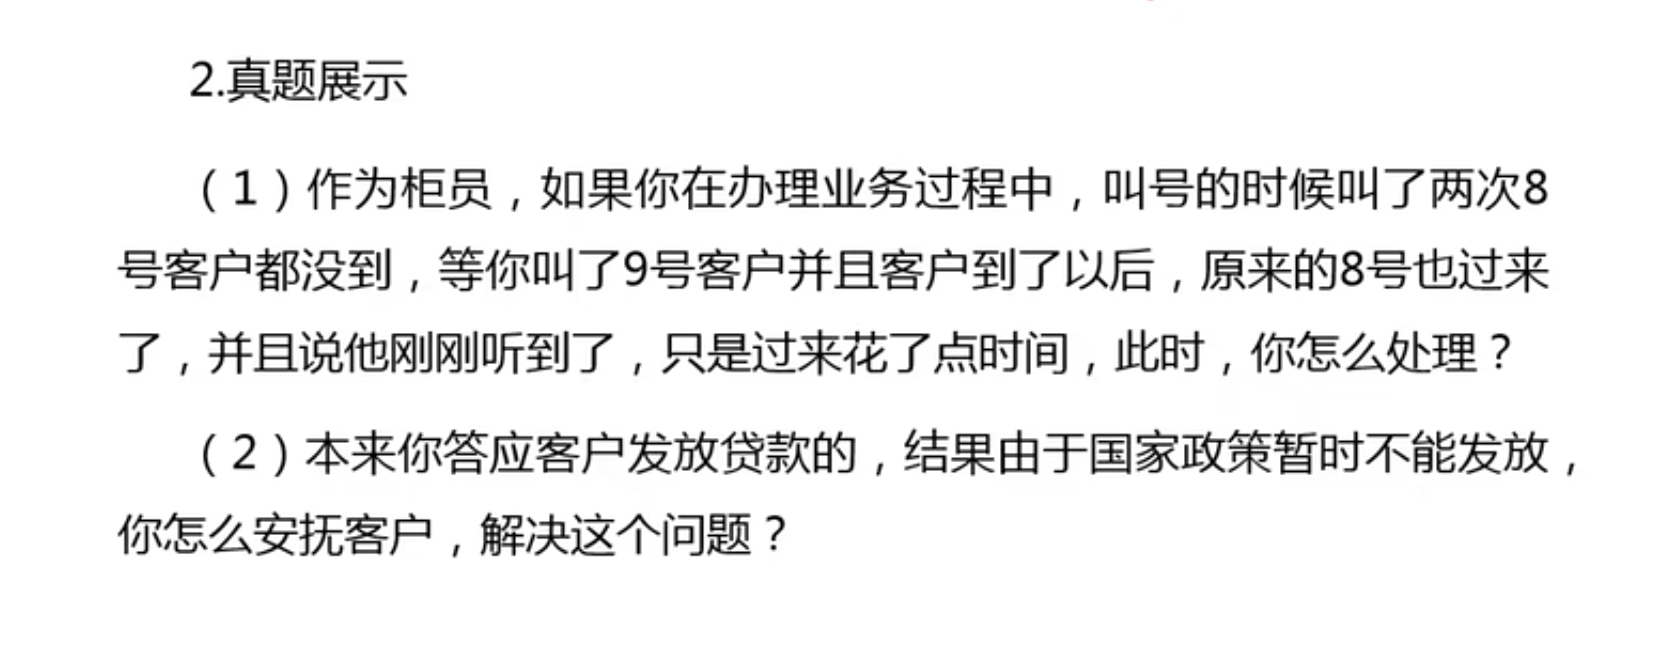 2.真题展示
（1）作为柜员，如果你在办理业务过程中，叫号的时候叫了两次8
号客户都没到，等你叫了9号客户并且客户到了以后，原来的8号也过来
了，并且说他刚刚听到了，只是过来花了点时间，此时，你怎么处理？
（2）本来你答应客户发放贷款的，结果由于国家政策暂时不能发放，
你怎么安抚客户，解决这个问题？